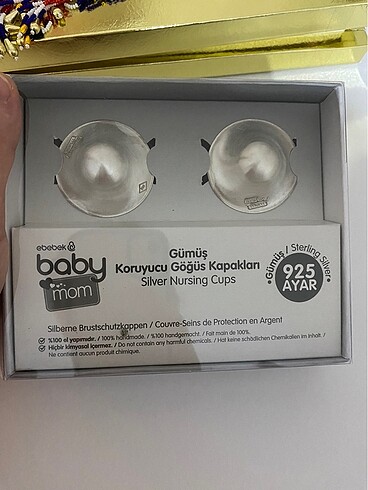 ebebek
baby
mom
Gümüş
Koruyucu Göğüs Kapakları
Silver Nursing Cups
Gümüş / Sterling Silver
925
AYAR
Silberne Brustschutzkappen / Couvre-Seins de Protection en Argent
%100 el yapımıdır. / 100% handmade. / %100 handgemacht. / Fait main de 100%.
Hiçbir kimyasal içermez. / Do not contain any harmful chemicals. / Hat keine schädlichen Chemikalien im Inhalt. /
Ne contient aucun produit chimique.